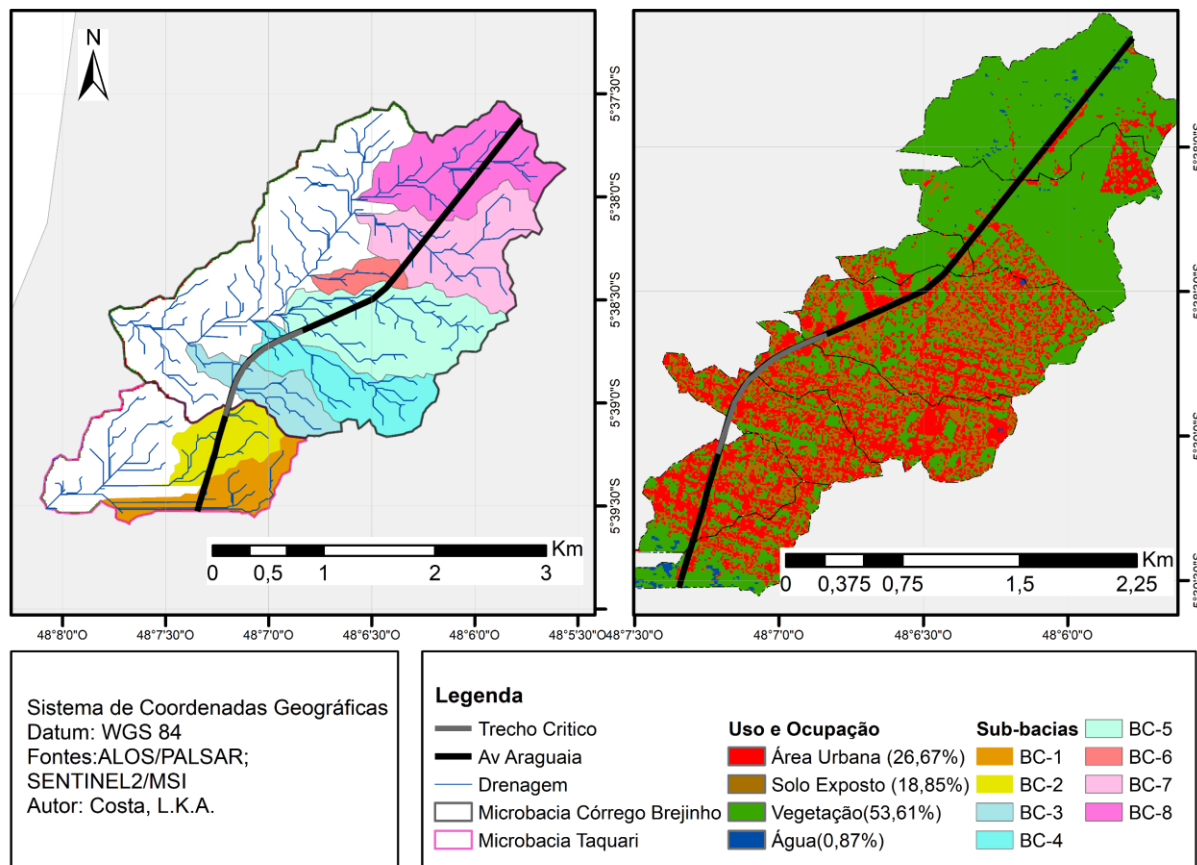 N
5°37'30"S
5°38'0"S
5°38'30"S
5°39'0"S
5°39'30"S
Km
0 0,5 1 2 3
48°8'0"O 48°7'30"O 48°7'0"O 48°6'30"O 48°6'0"O 48°5'30"O
Km
0 0,375 0,75 1,5 2,25
48°7'30"O 48°7'0"O 48°6'30"O 48°6'0"O
Sistema de Coordenadas Geográficas
Datum: WGS 84
Fontes:ALOS/PALSAR;
SENTINEL2/MSI
Autor: Costa, L.K.A.
Legenda
Trecho Critico
Av Araguaia
Drenagem
Microbacia Córrego Brejinho
Microbacia Taquari
Uso e Ocupação
Área Urbana (26,67%)
Solo Exposto (18,85%)
Vegetação(53,61%)
Água(0,87%)
Sub-bacias
BC-1
BC-2
BC-3
BC-4
BC-5
BC-6
BC-7
BC-8